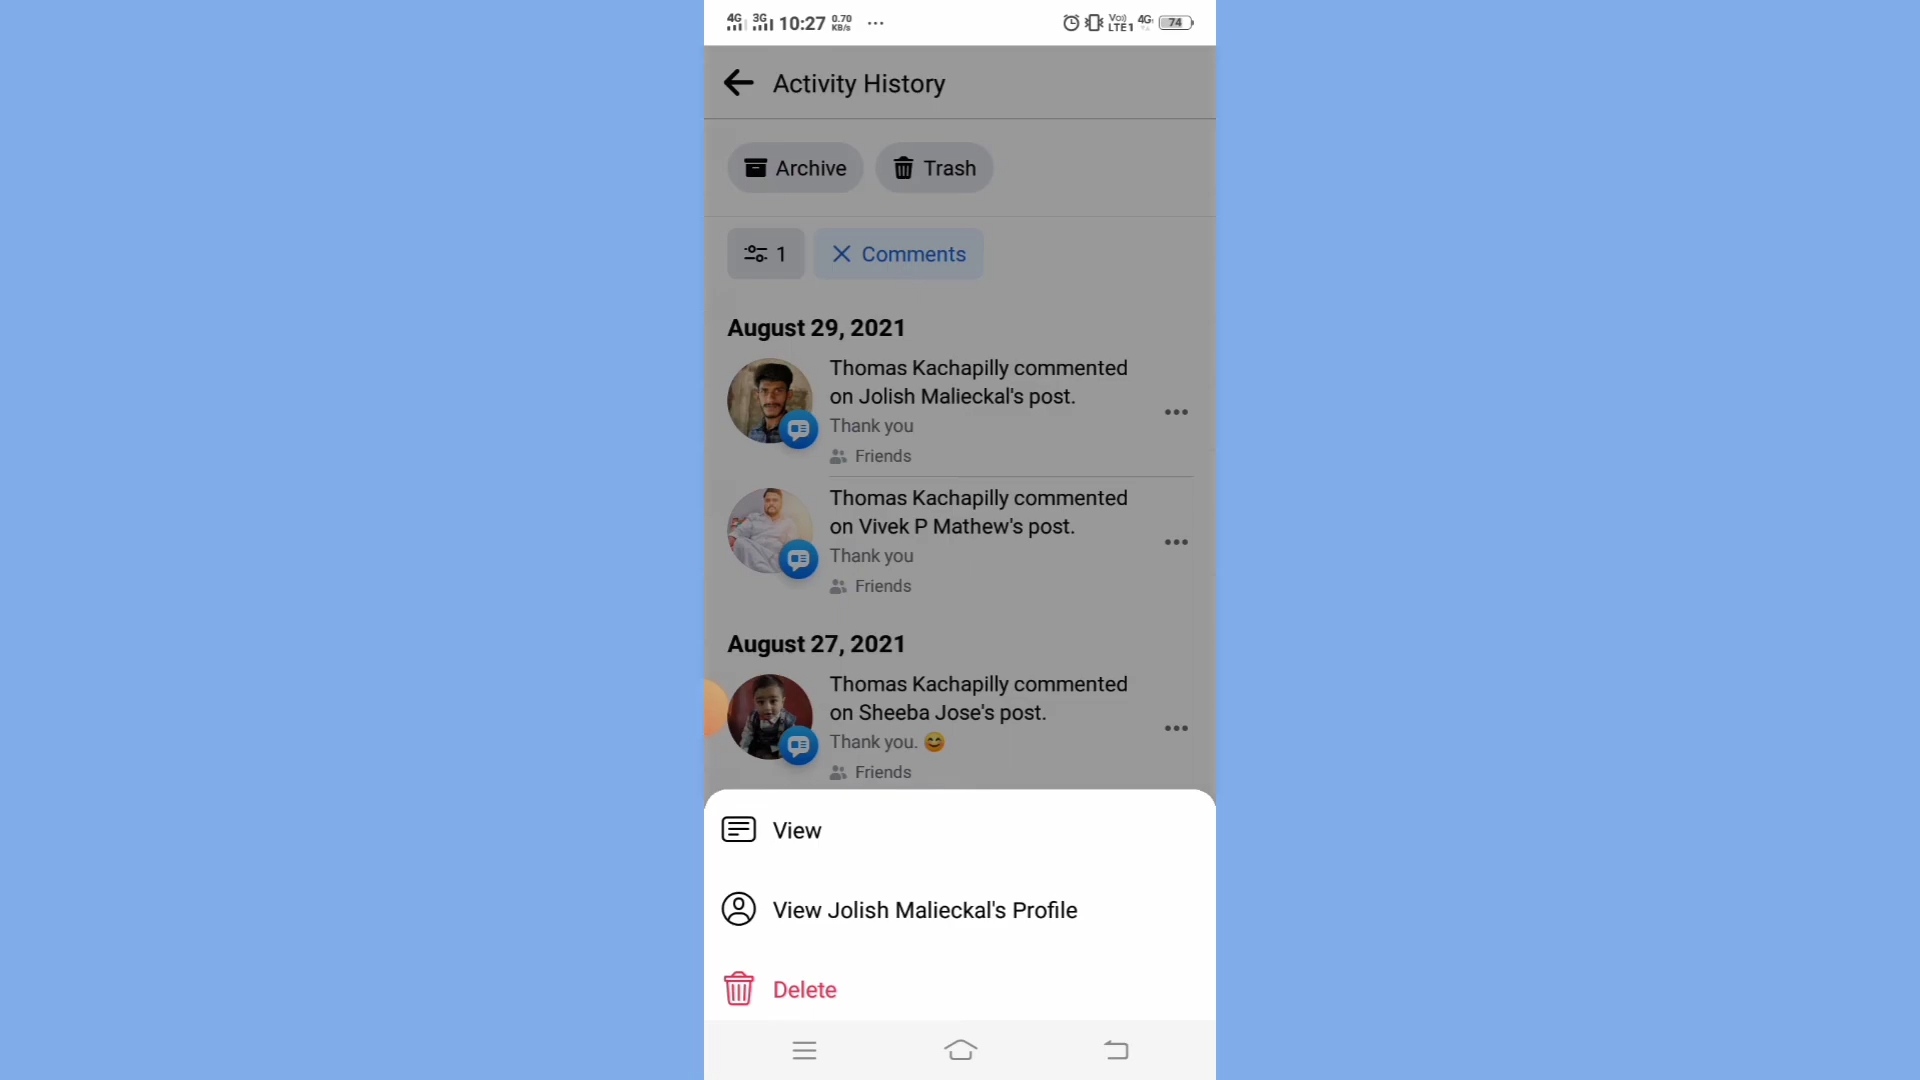 4G 3G 10:27 0.70 KB/s ... Vo) LTE1 4G 74
Activity History
Archive Trash
1 Comments
August 29, 2021
Thomas Kachapilly commented
on Jolish Malieckal's post.
Thank you
Friends
Thomas Kachapilly commented
on Vivek P Mathew's post.
Thank you
Friends
August 27, 2021
Thomas Kachapilly commented
on Sheeba Jose's post.
Thank you. 😊
Friends
View
View Jolish Malieckal's Profile
Delete